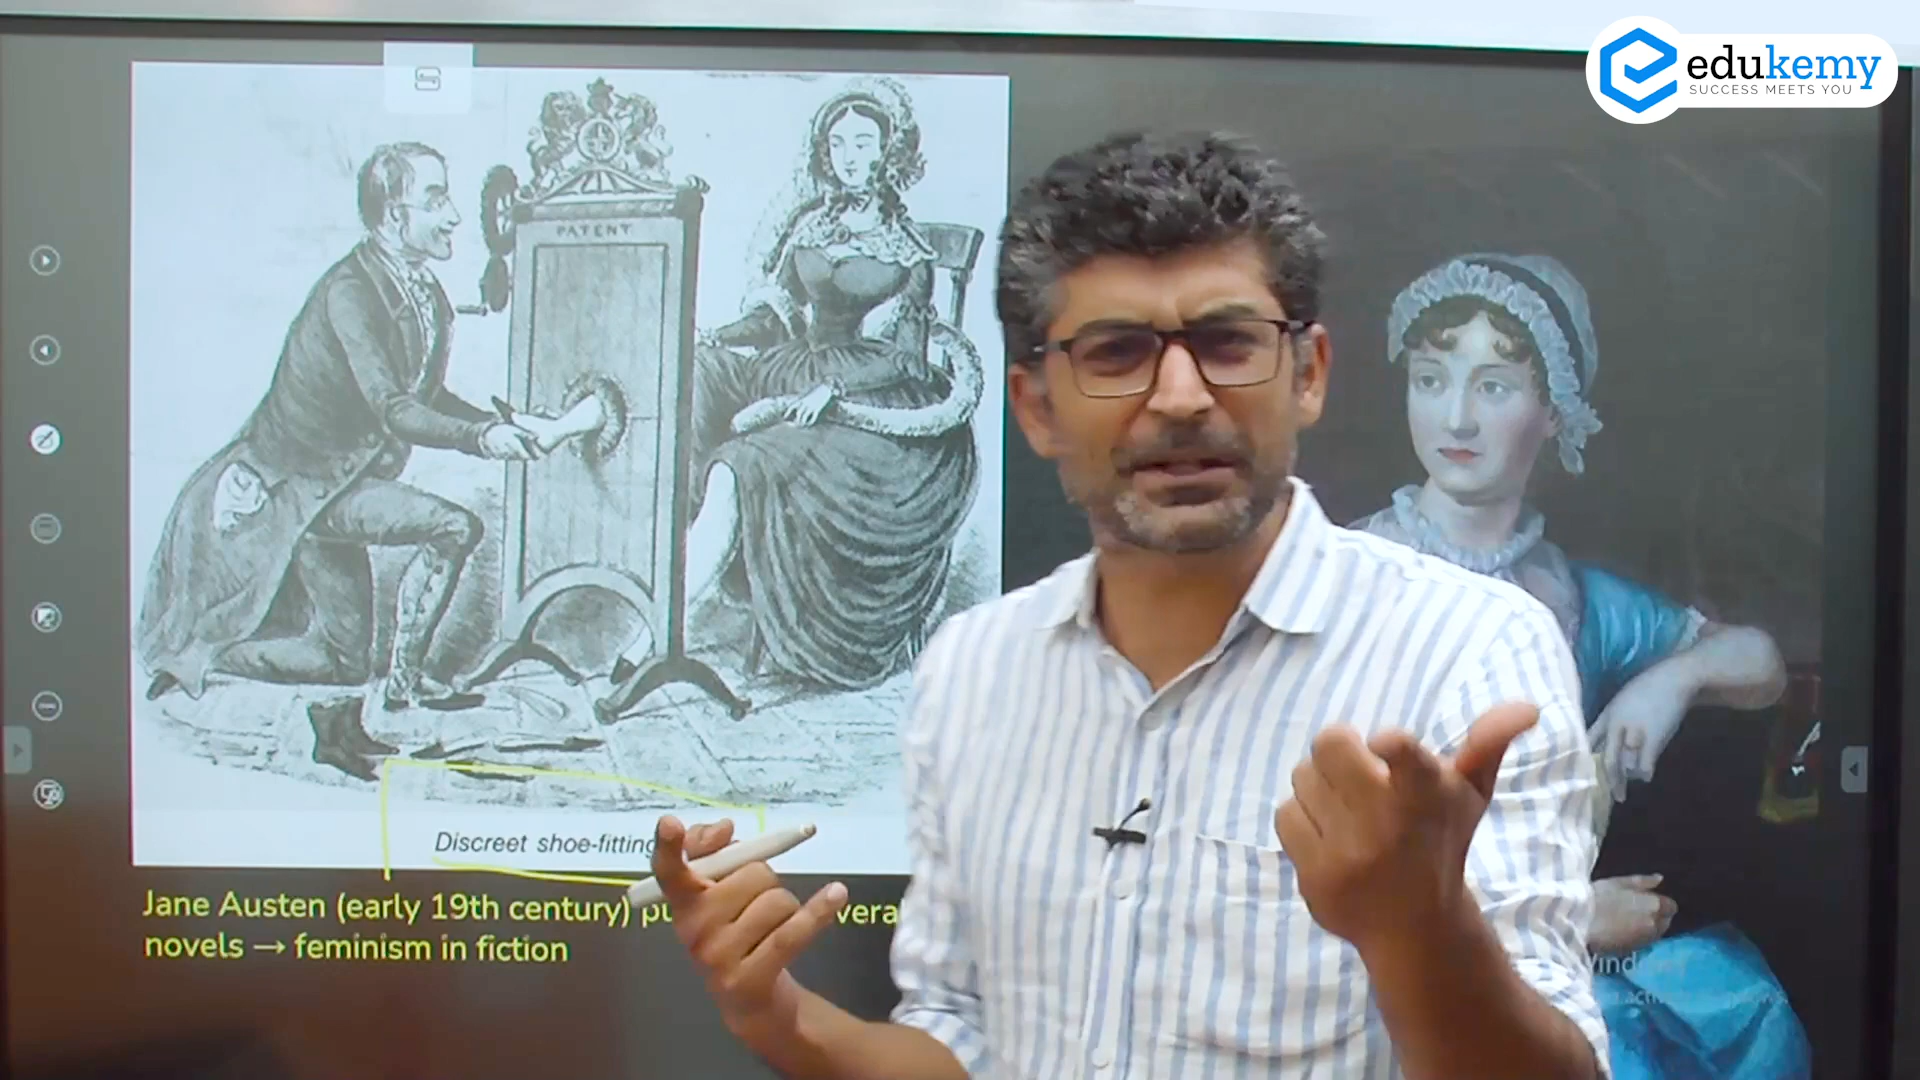 edukemy
SUCCESS MEETS YOU
PATENT
Discreet shoe-fitting
Jane Austen (early 19th century)
novels → feminism in fiction